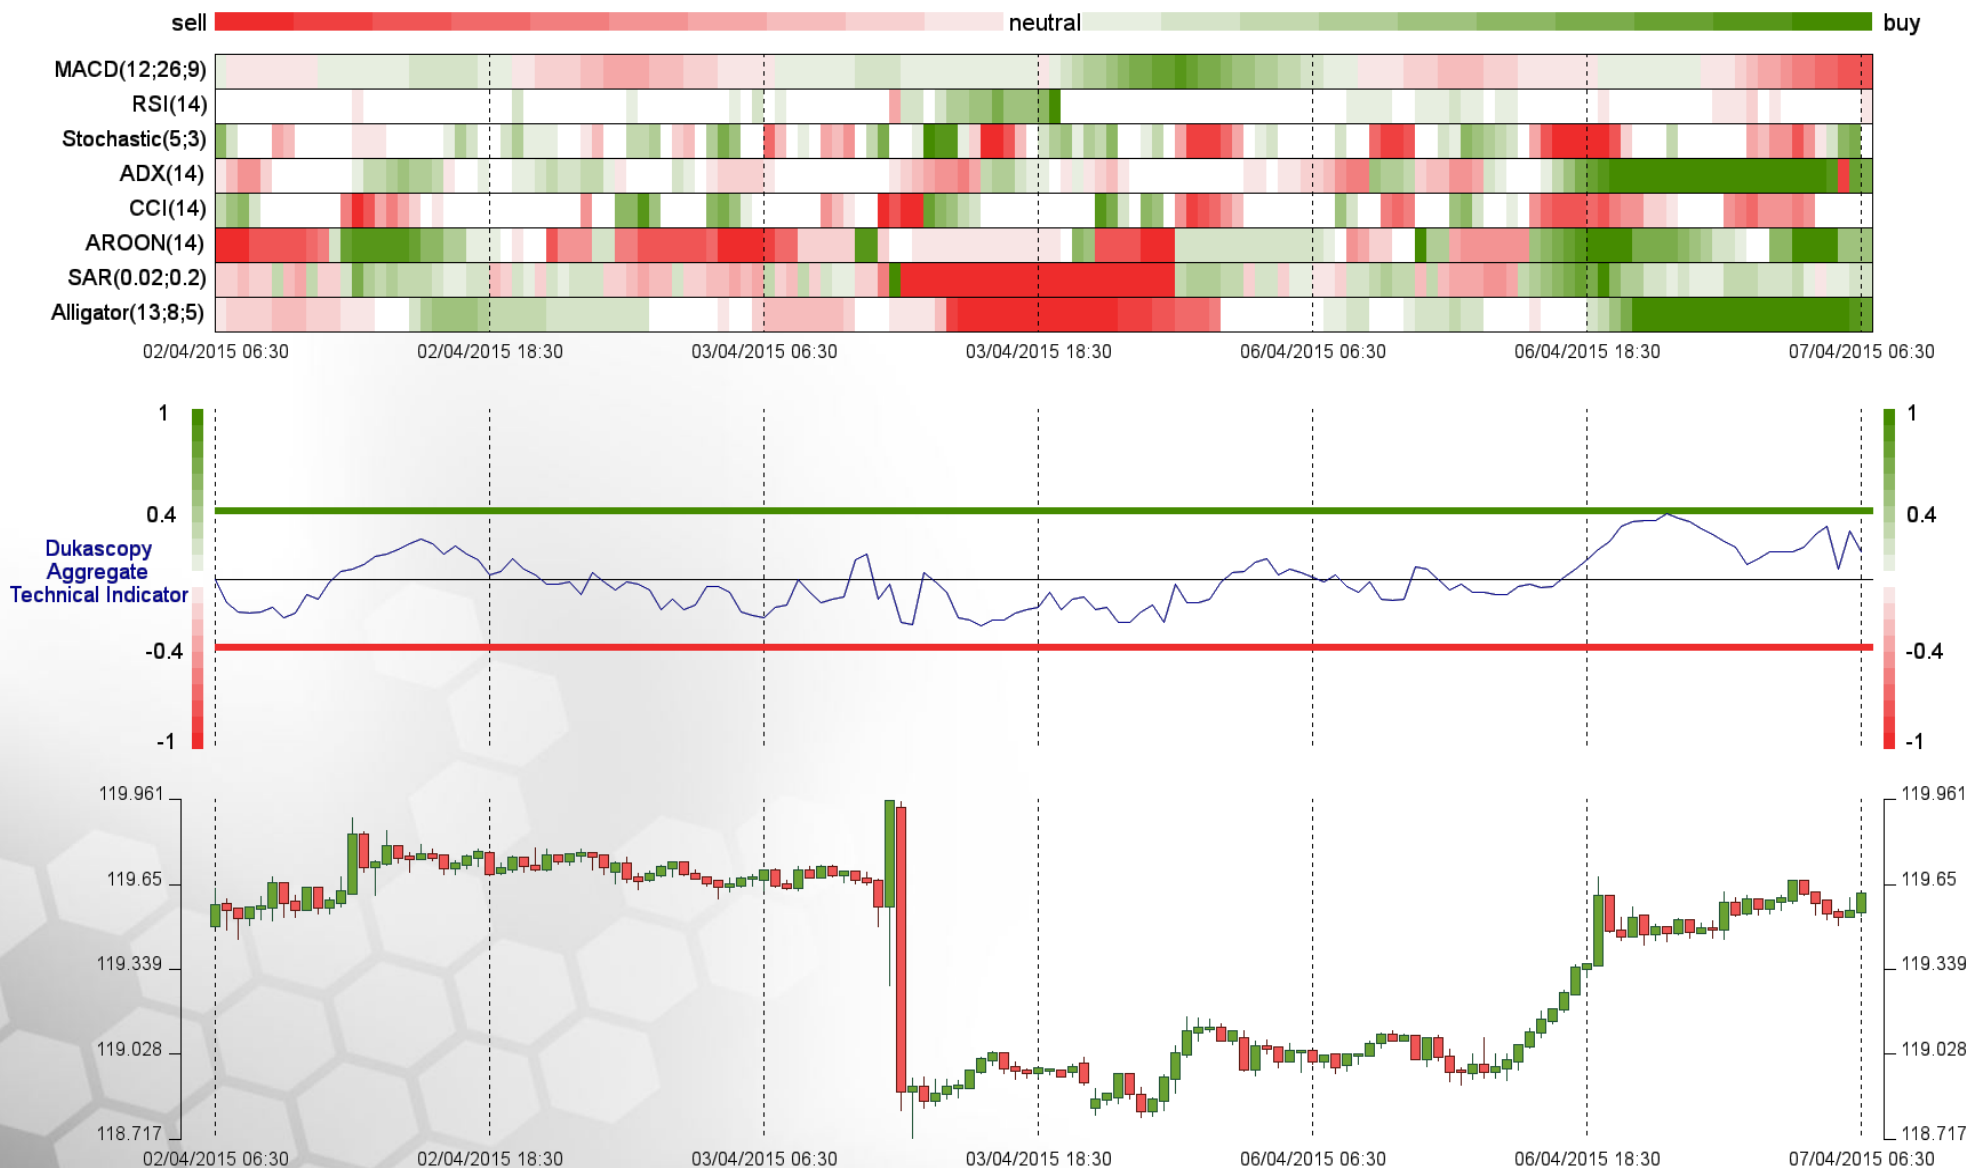 sell neutral buy
MACD(12;26;9)
RSI(14)
Stochastic(5;3)
ADX(14)
CCI(14)
AROON(14)
SAR(0.02;0.2)
Alligator(13;8;5)
02/04/2015 06:30 02/04/2015 18:30 03/04/2015 06:30 03/04/2015 18:30 06/04/2015 06:30 06/04/2015 18:30 07/04/2015 06:30
1 1
0.4 0.4
Dukascopy
Aggregate
Technical Indicator
-0.4 -0.4
-1 -1
119.961 119.961
119.65 119.65
119.339 119.339
119.028 119.028
118.717 118.717
02/04/2015 06:30 02/04/2015 18:30 03/04/2015 06:30 03/04/2015 18:30 06/04/2015 06:30 06/04/2015 18:30 07/04/2015 06:30